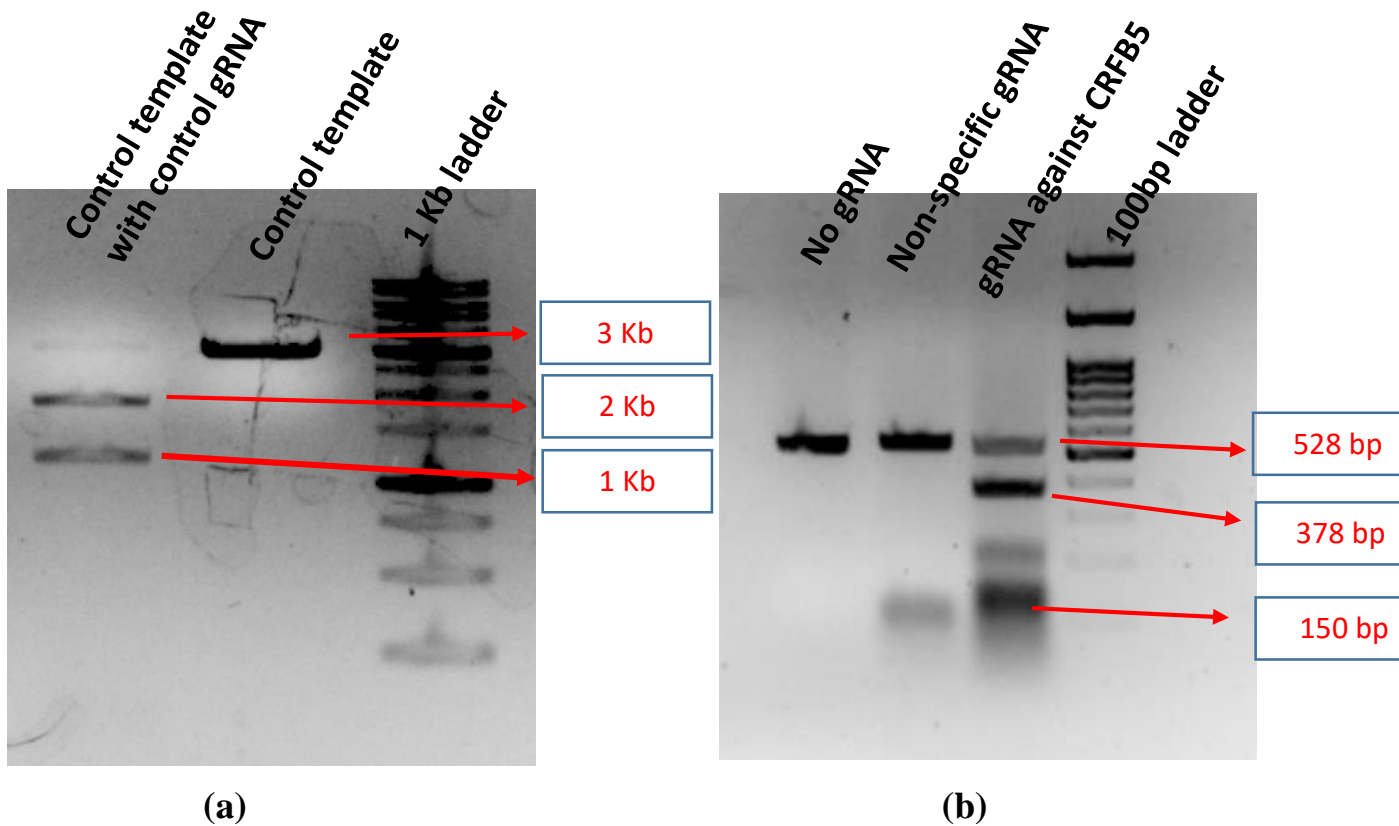 Control template
with control gRNA
Control template
1 Kb ladder
3 Kb
2 Kb
1 Kb
(a)
No gRNA
Non-specific gRNA
gRNA against CRFB5
100bp ladder
528 bp
378 bp
150 bp
(b)